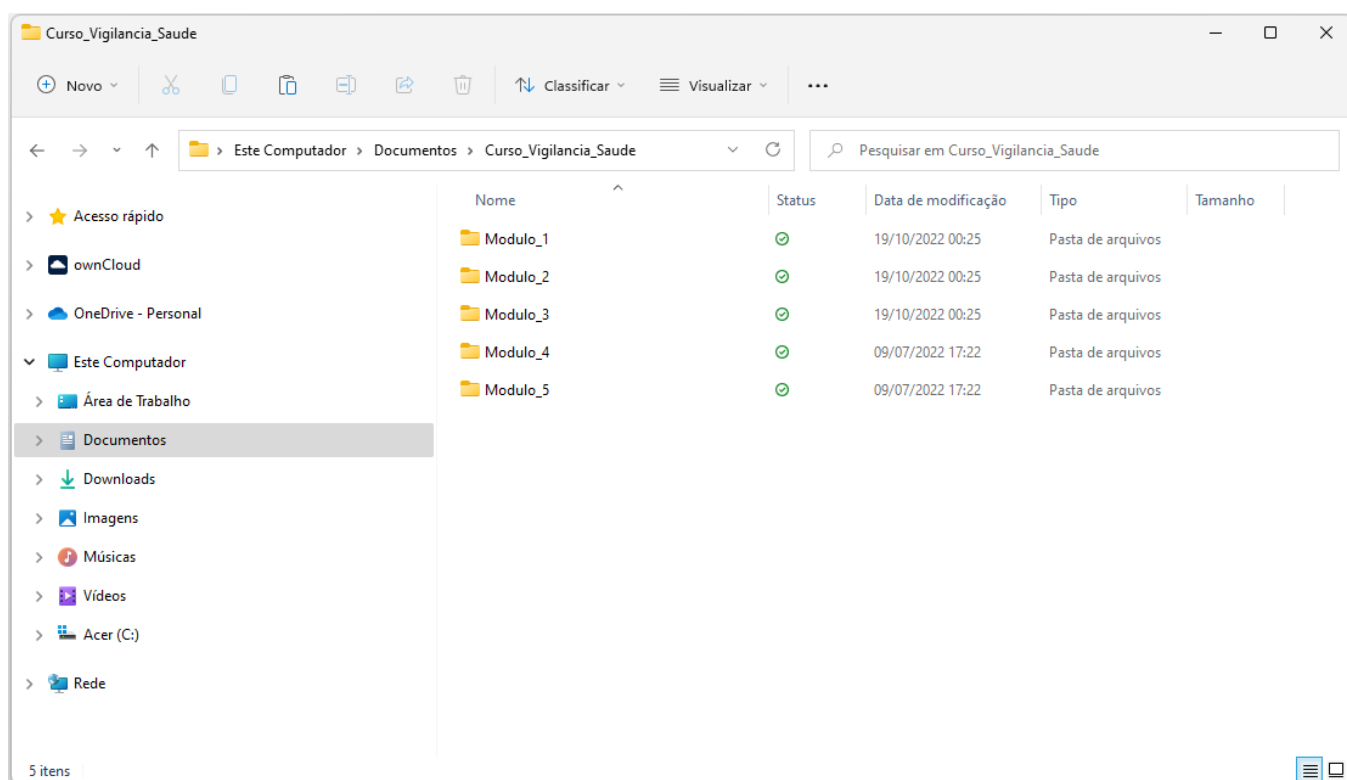 Curso_Vigilancia_Saude
Novo
Classificar
Visualizar
Este Computador > Documentos > Curso_Vigilancia_Saude
Pesquisar em Curso_Vigilancia_Saude
Acesso rápido
ownCloud
OneDrive - Personal
Este Computador
Área de Trabalho
Documentos
Downloads
Imagens
Músicas
Vídeos
Acer (C:)
Rede
Nome Status Data de modificação Tipo Tamanho
Modulo_1 19/10/2022 00:25 Pasta de arquivos
Modulo_2 19/10/2022 00:25 Pasta de arquivos
Modulo_3 19/10/2022 00:25 Pasta de arquivos
Modulo_4 09/07/2022 17:22 Pasta de arquivos
Modulo_5 09/07/2022 17:22 Pasta de arquivos
5 itens